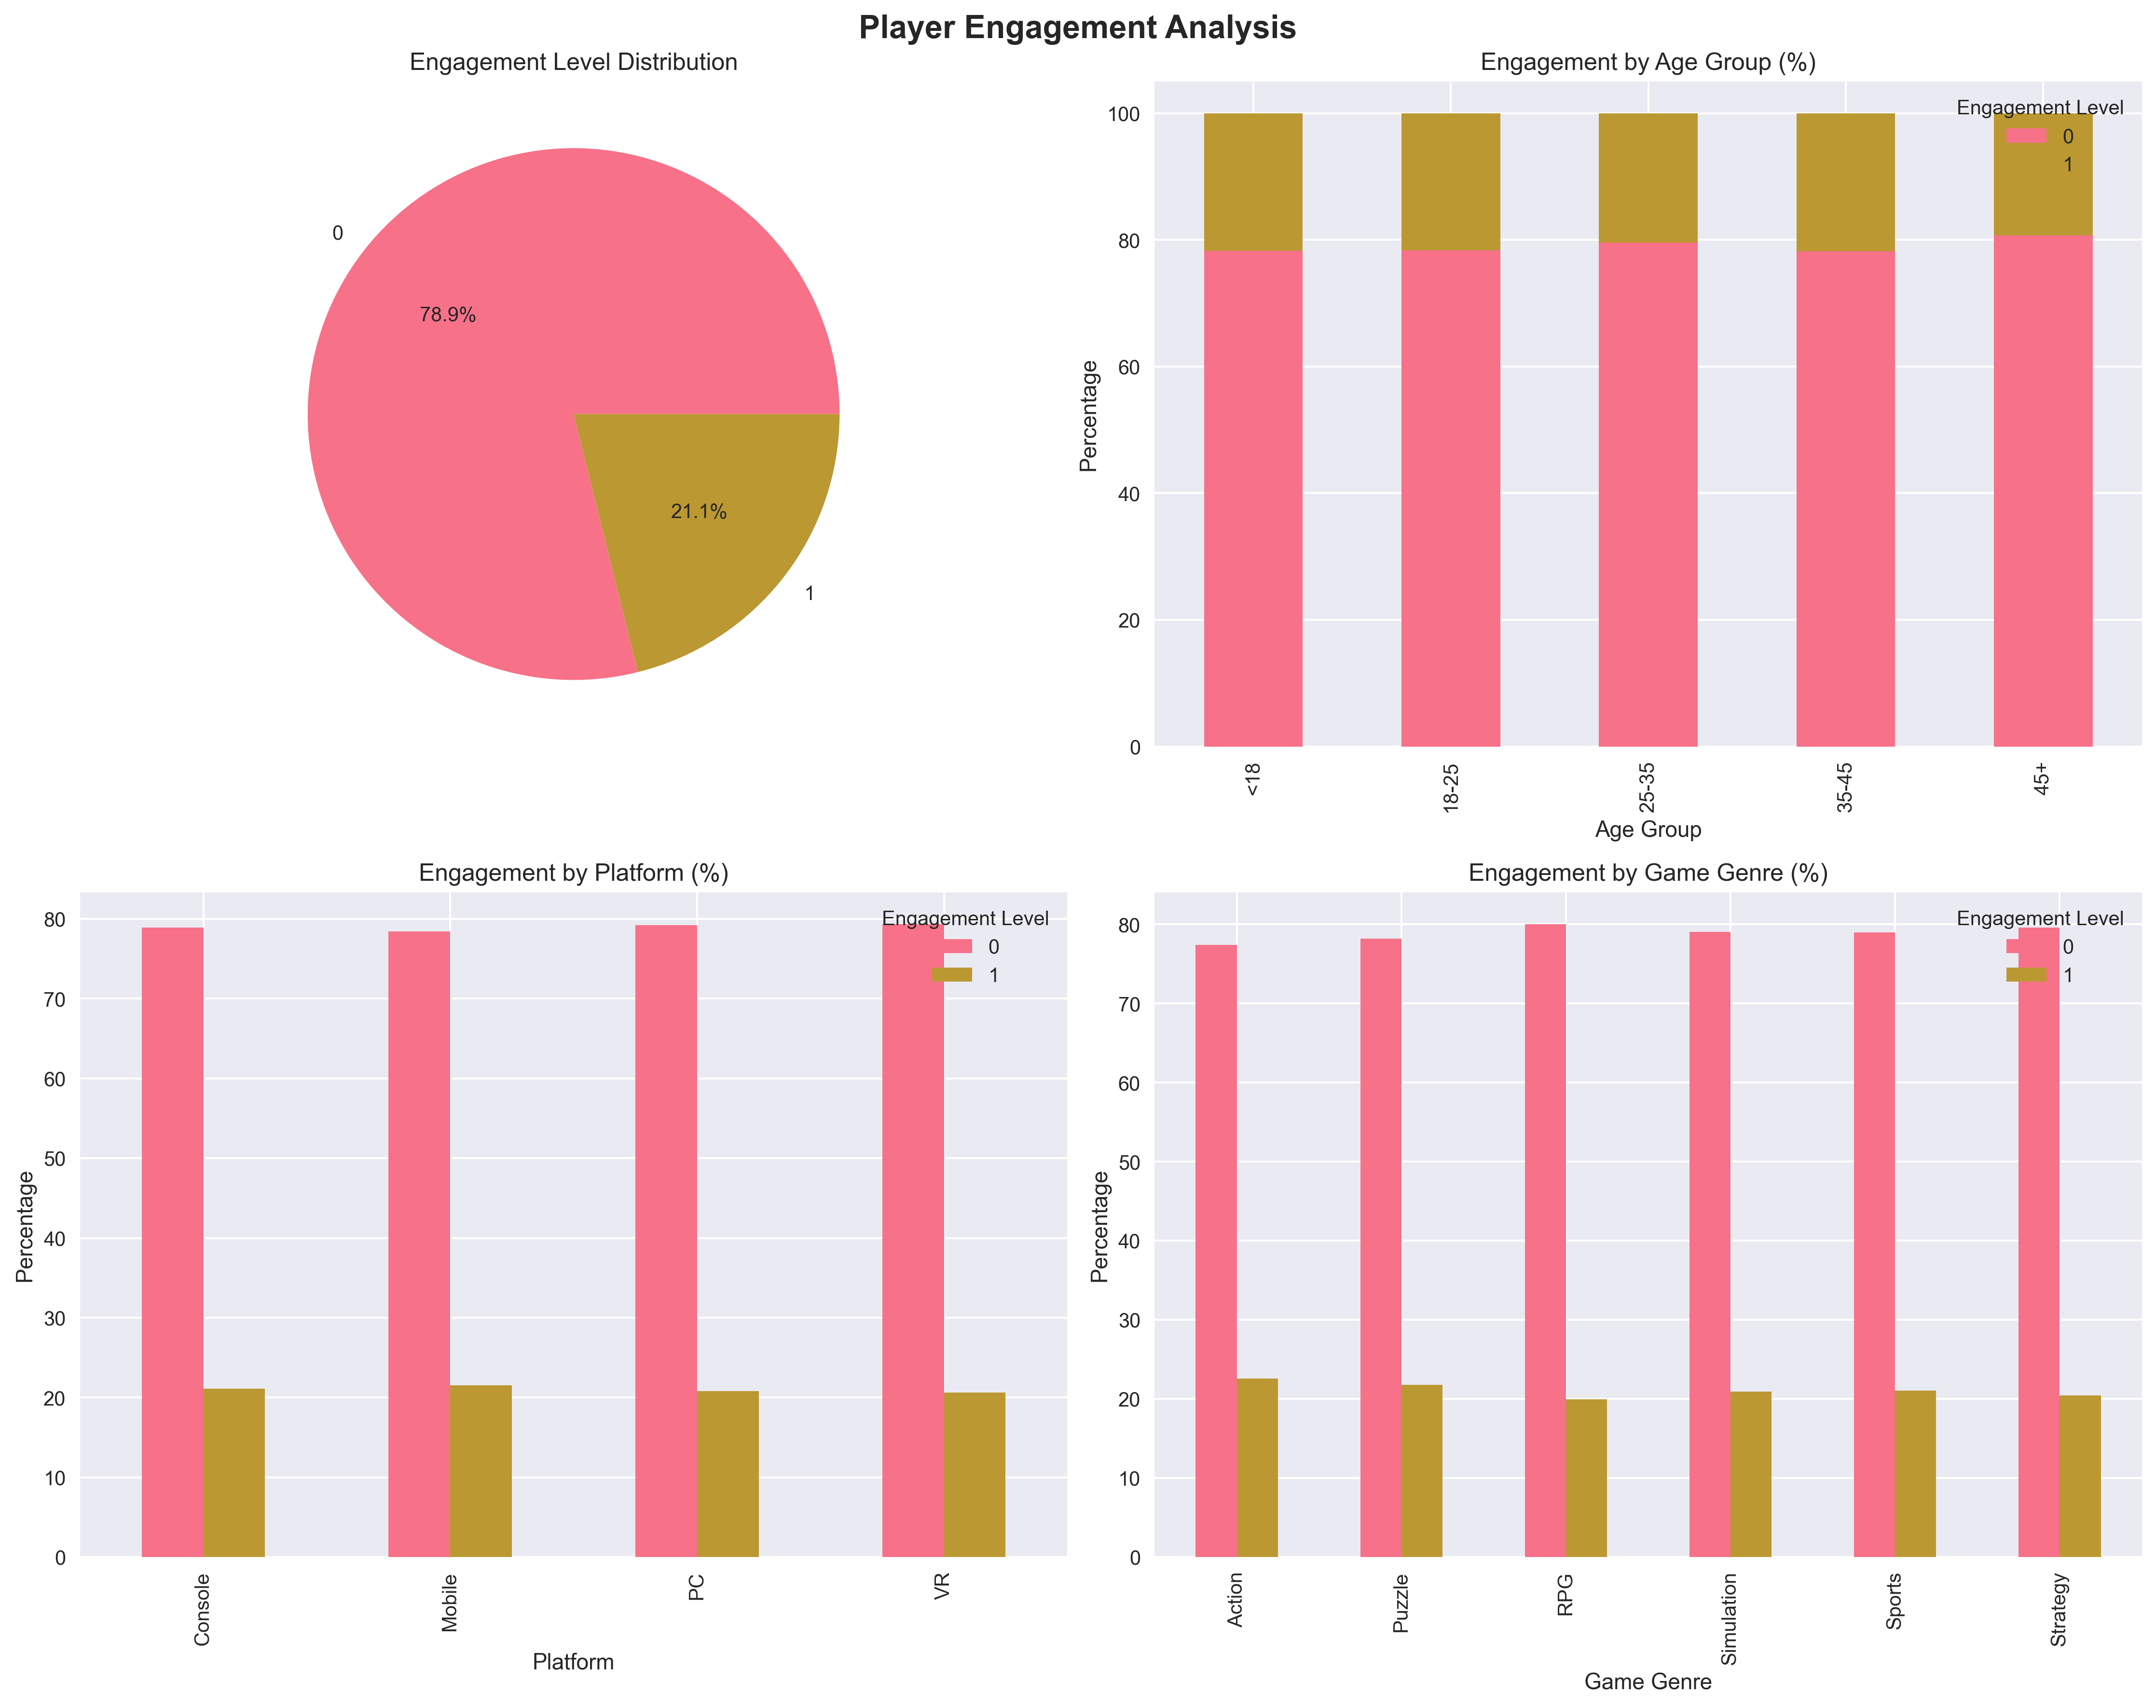 Player Engagement Analysis
Engagement Level Distribution
0
78.9%
21.1%
1
Engagement by Age Group (%)
Engagement Level
0
1
100
80
60
40
20
0
Percentage
<18
18-25
25-35
35-45
45+
Age Group
Engagement by Platform (%)
Engagement Level
0
1
80
70
60
50
40
30
20
10
0
Percentage
Console
Mobile
PC
VR
Platform
Engagement by Game Genre (%)
Engagement Level
0
1
80
70
60
50
40
30
20
10
0
Percentage
Action
Puzzle
RPG
Simulation
Sports
Strategy
Game Genre